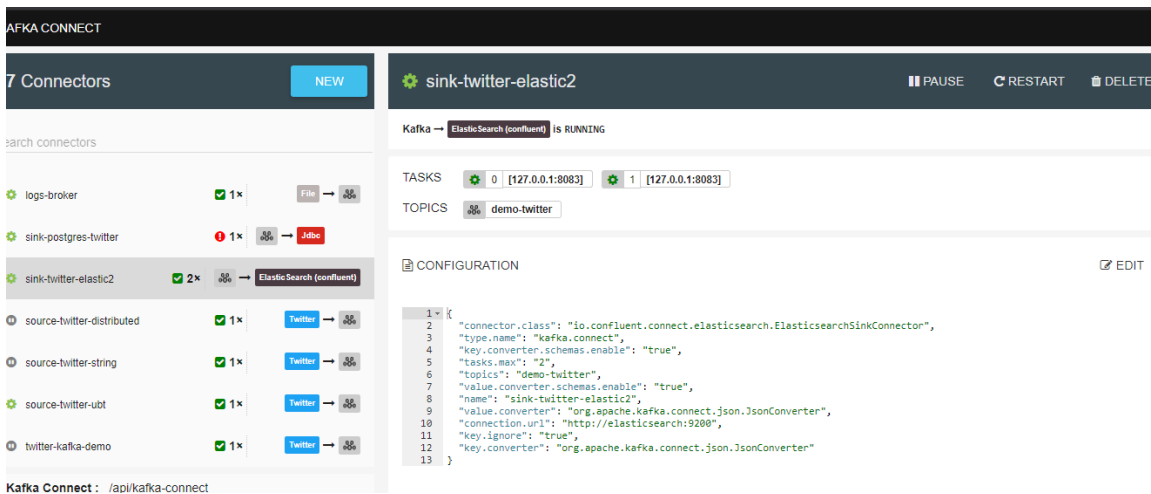 AFKA CONNECT
7 Connectors
NEW
earch connectors
logs-broker 1× File →
sink-postgres-twitter 1× → Jdbc
sink-twitter-elastic2 2× → ElasticSearch (confluent)
source-twitter-distributed 1× Twitter →
source-twitter-string 1× Twitter →
source-twitter-ubt 1× Twitter →
twitter-kafka-demo 1× Twitter →
Kafka Connect : /api/kafka-connect
sink-twitter-elastic2
PAUSE RESTART DELETE
Kafka → ElasticSearch (confluent) is RUNNING
TASKS 0 [127.0.0.1:8083] 1 [127.0.0.1:8083]
TOPICS demo-twitter
CONFIGURATION EDIT
1 {
2 "connector.class": "io.confluent.connect.elasticsearch.ElasticsearchSinkConnector",
3 "type.name": "kafka.connect",
4 "key.converter.schemas.enable": "true",
5 "tasks.max": "2",
6 "topics": "demo-twitter",
7 "value.converter.schemas.enable": "true",
8 "name": "sink-twitter-elastic2",
9 "value.converter": "org.apache.kafka.connect.json.JsonConverter",
10 "connection.url": "http://elasticsearch:9200",
11 "key.ignore": "true",
12 "key.converter": "org.apache.kafka.connect.json.JsonConverter"
13 }